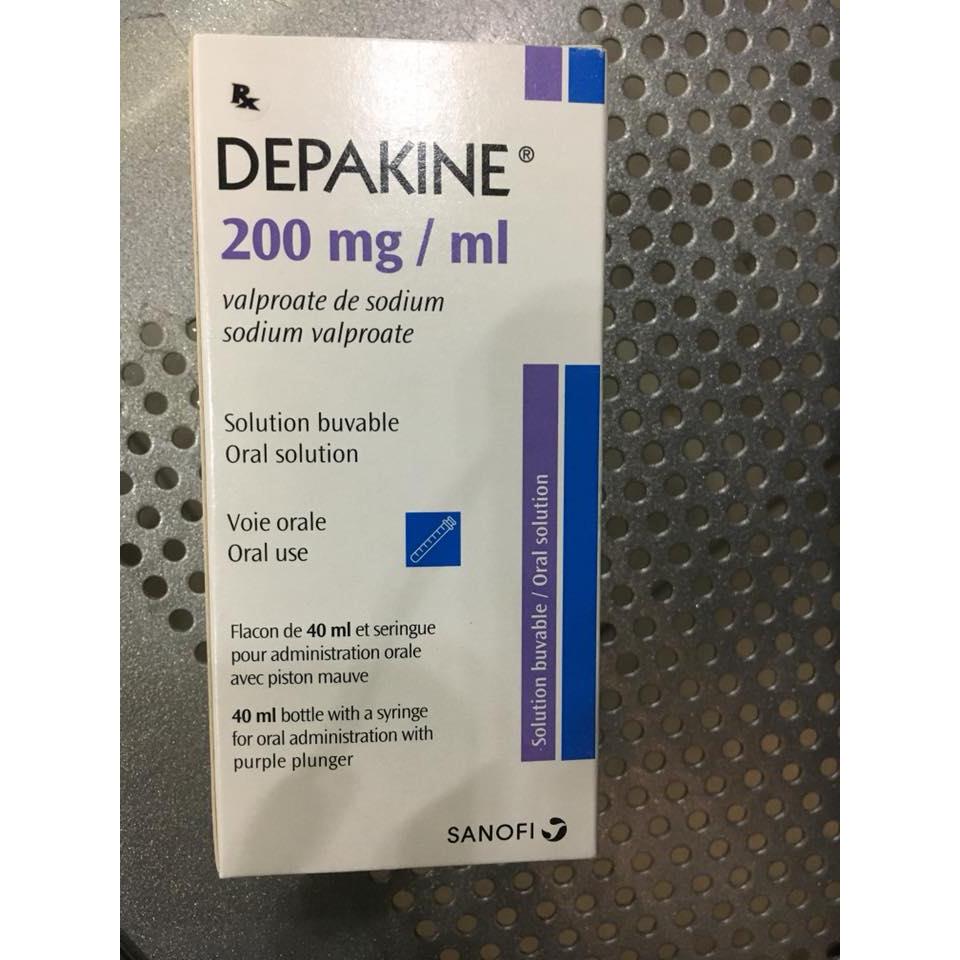 Rx
DEPAKINE®
200 mg / ml
valproate de sodium
sodium valproate
Solution buvable
Oral solution
Voie orale
Oral use
Flacon de 40 ml et seringue
pour administration orale
avec piston mauve
40 ml bottle with a syringe
for oral administration with
purple plunger
Solution buvable / Oral solution
SANOFI